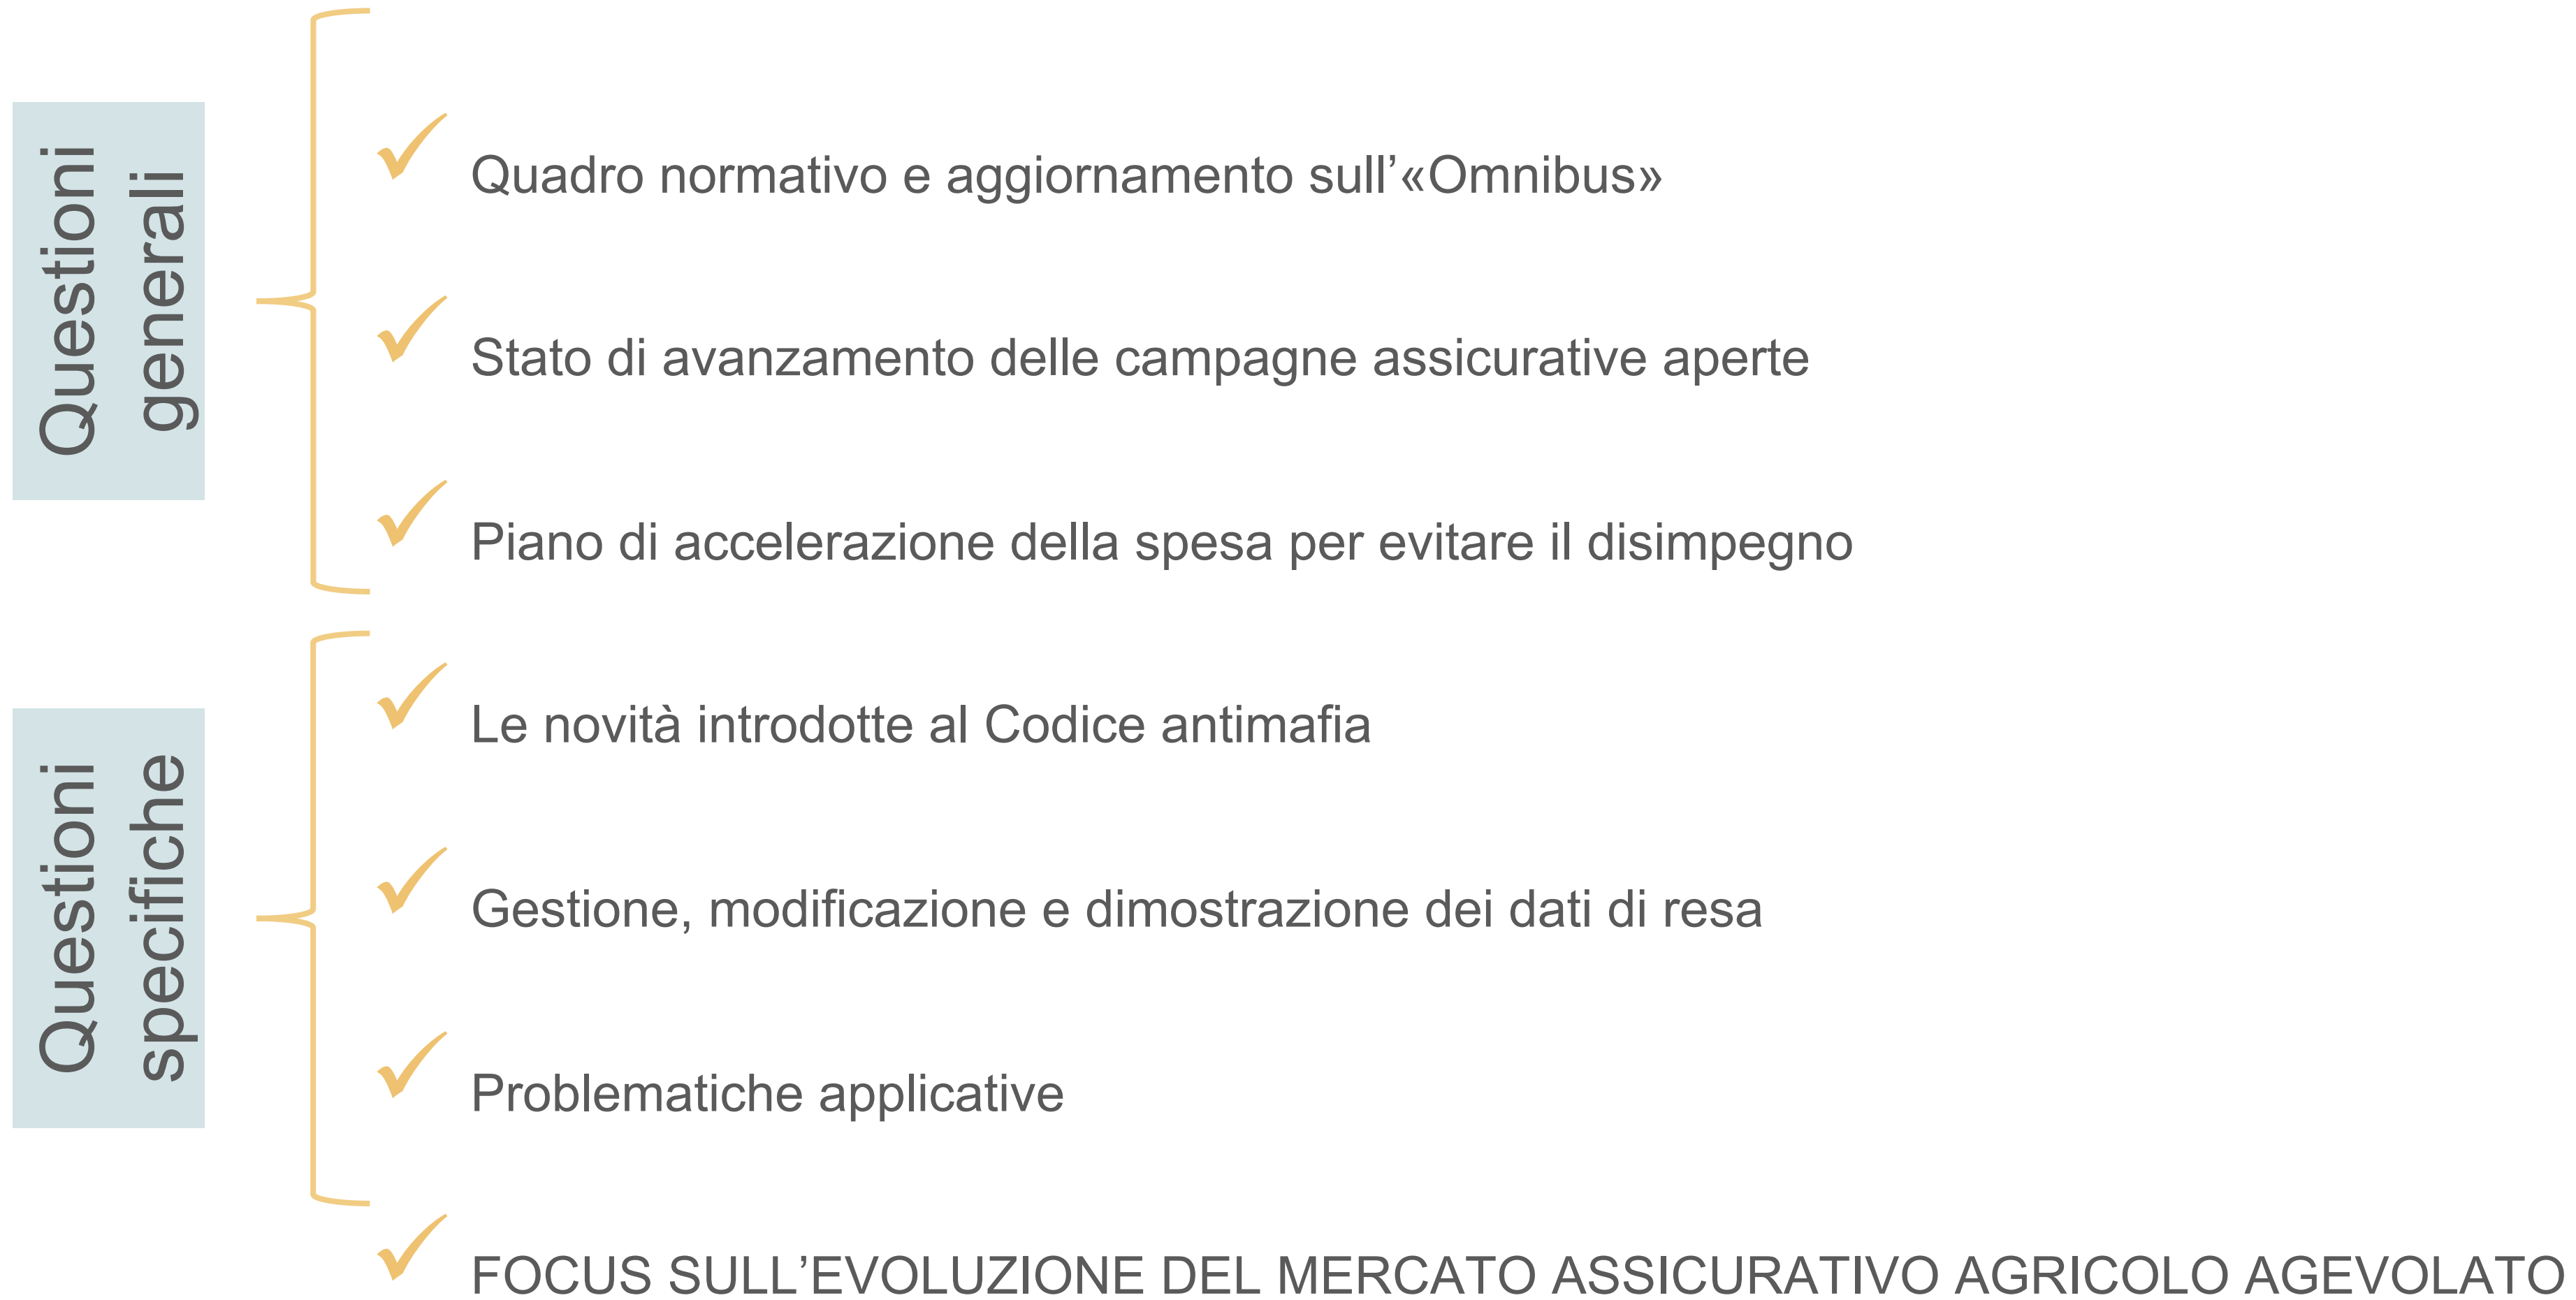 Questioni
generali
Quadro normativo e aggiornamento sull’«Omnibus»
Stato di avanzamento delle campagne assicurative aperte
Piano di accelerazione della spesa per evitare il disimpegno
Questioni
specifiche
Le novità introdotte al Codice antimafia
Gestione, modificazione e dimostrazione dei dati di resa
Problematiche applicative
FOCUS SULL’EVOLUZIONE DEL MERCATO ASSICURATIVO AGRICOLO AGEVOLATO